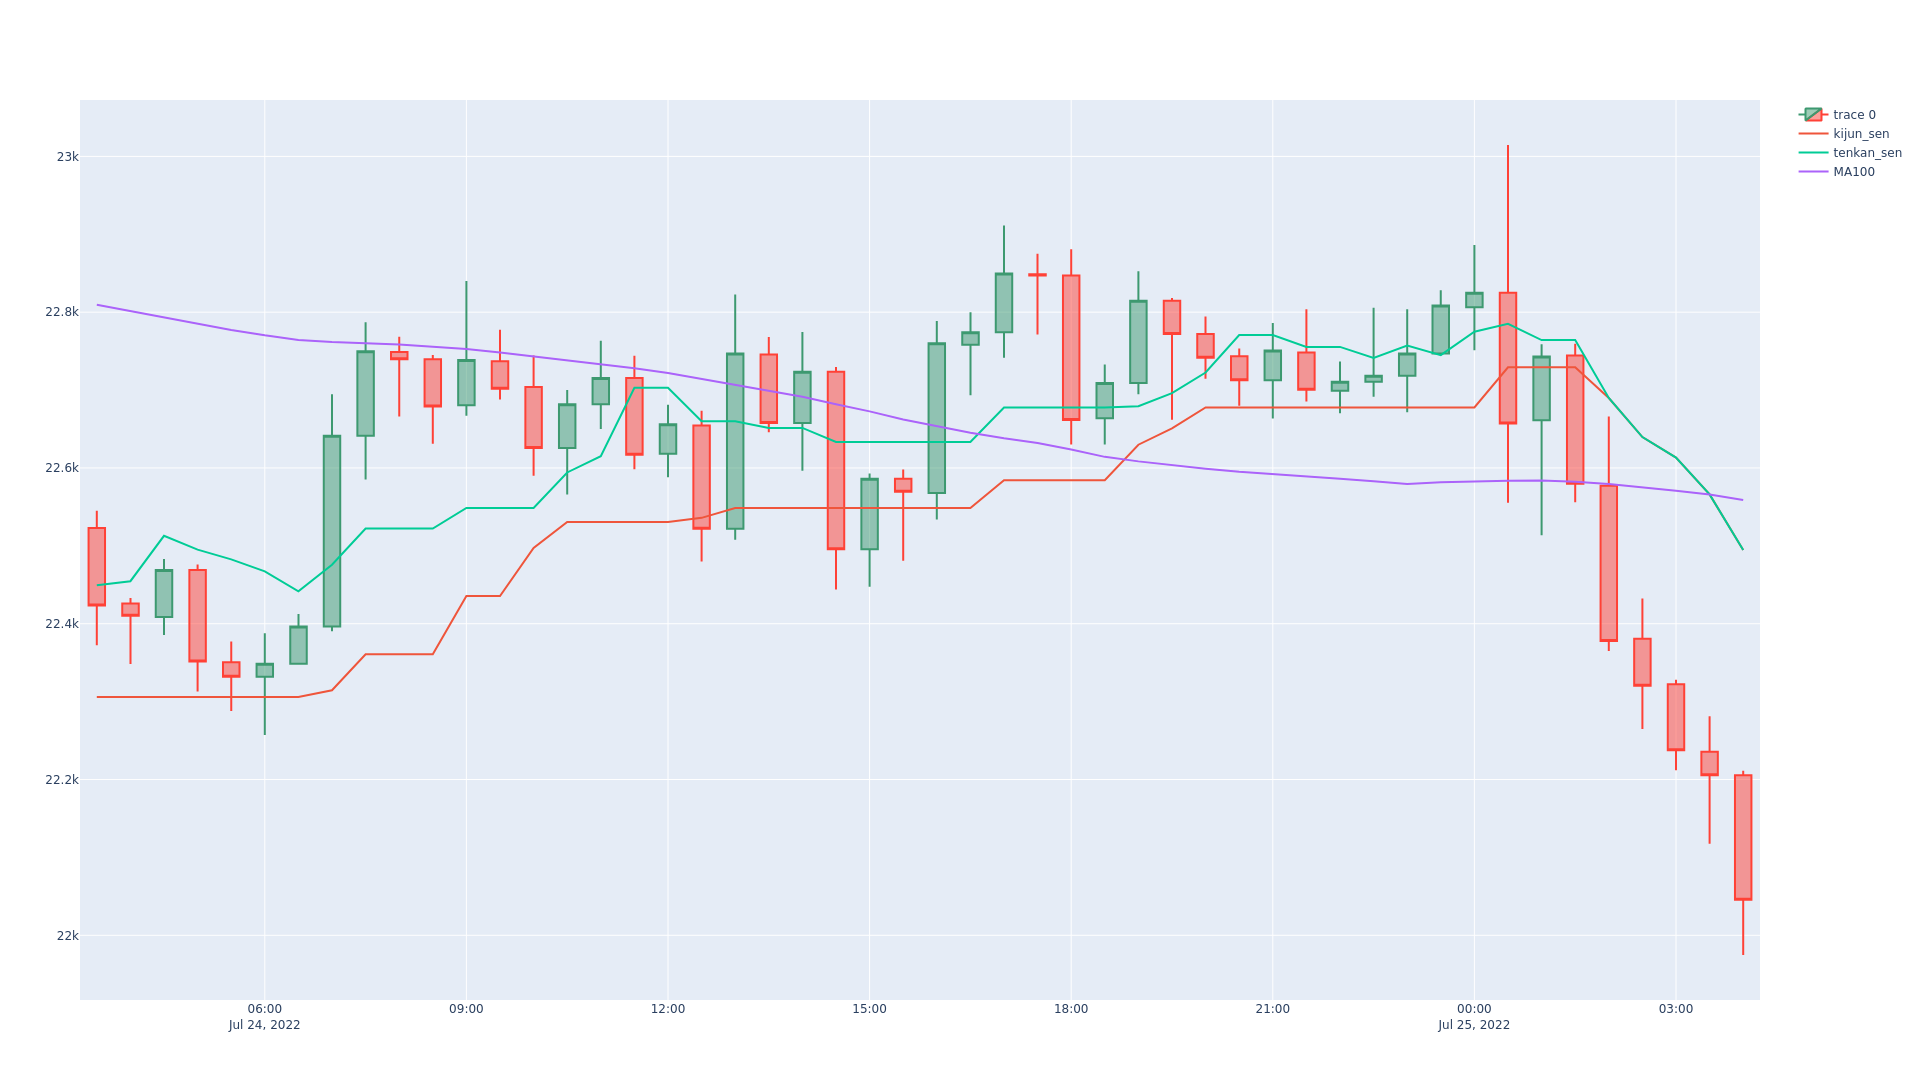 23k
22.8k
22.6k
22.4k
22.2k
22k
06:00
Jul 24, 2022
09:00
12:00
15:00
18:00
21:00
00:00
Jul 25, 2022
03:00
trace 0
kijun_sen
tenkan_sen
MA100